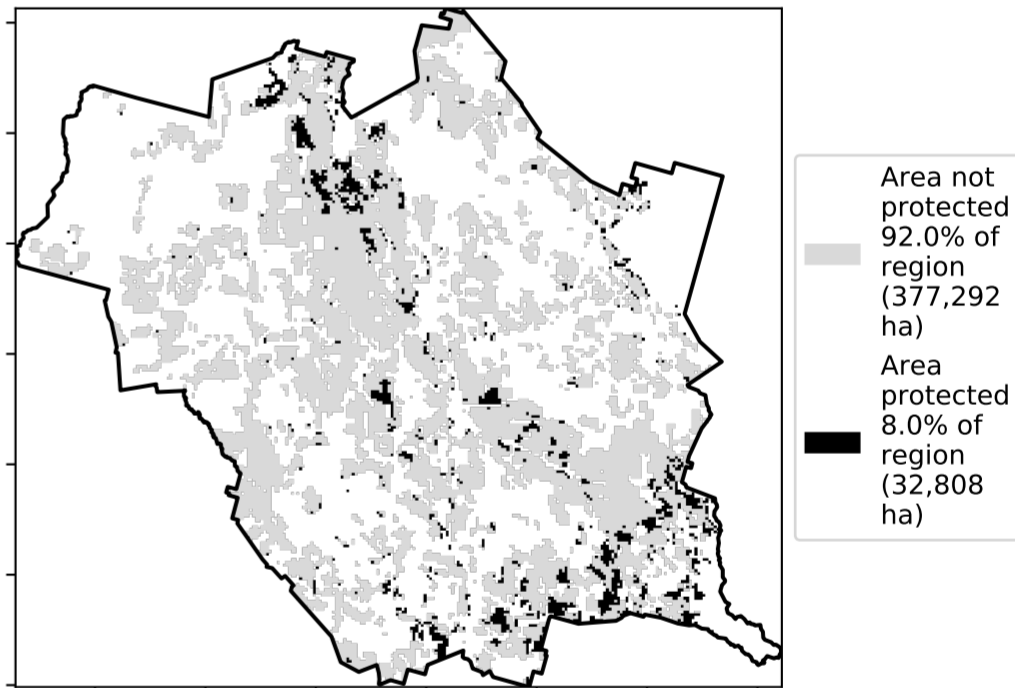 Area not
protected
92.0% of
region
(377,292
ha)
Area
protected
8.0% of
region
(32,808
ha)